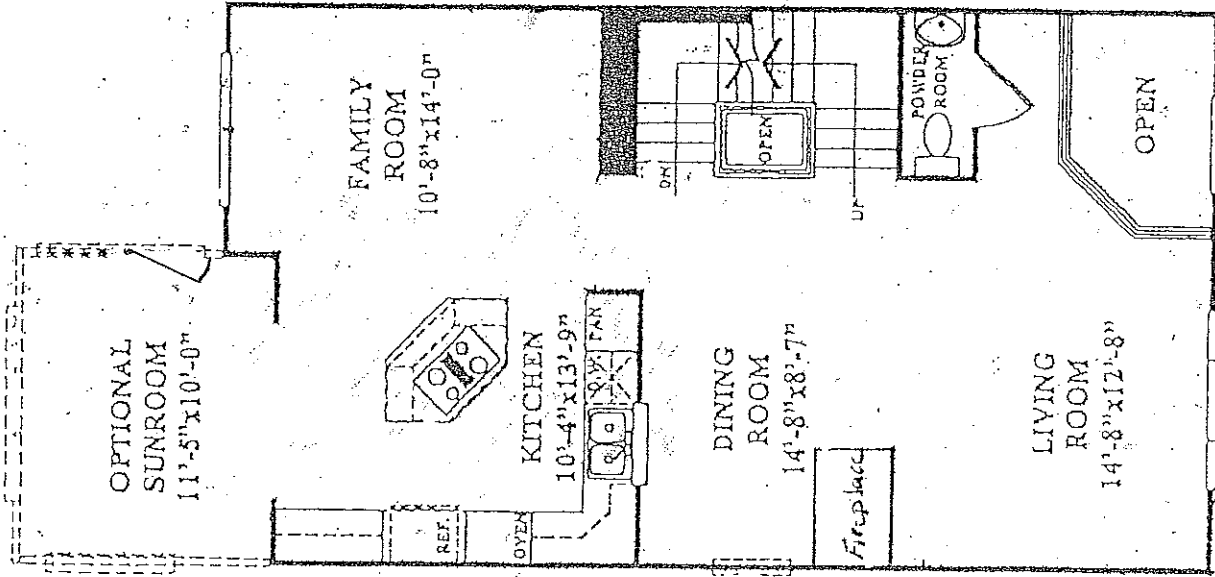 OPTIONAL
SUNROOM
11'-5"x10'-0"
FAMILY
ROOM
10'-8"x14'-0"
KITCHEN
10'-4"x13'-9"
REF.
OVEN
D.W.
PAN
DINING
ROOM
14'-8"x8'-7"
DN
OPEN
UP
POWDER
ROOM
Fireplace
LIVING
ROOM
14'-8"x12'-8"
OPEN